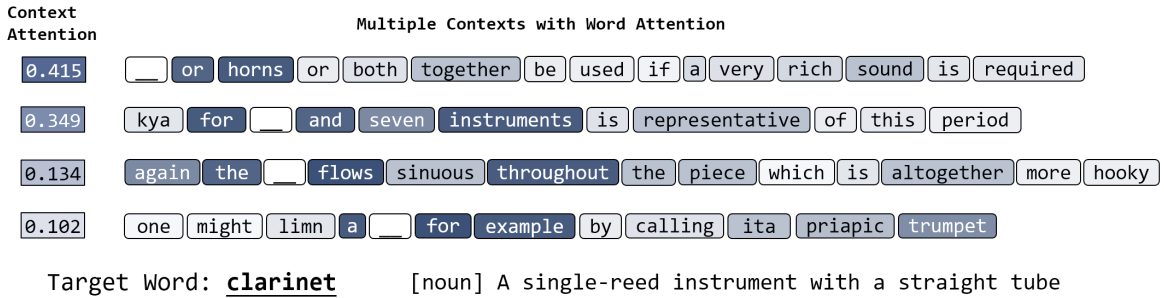 Context
Attention
Multiple Contexts with Word Attention
0.415 __ or horns or both together be used if a very rich sound is required
0.349 kya for __ and seven instruments is representative of this period
0.134 again the __ flows sinuous throughout the piece which is altogether more hooky
0.102 one might limn a __ for example by calling ita priapic trumpet
Target Word: clarinet [noun] A single-reed instrument with a straight tube